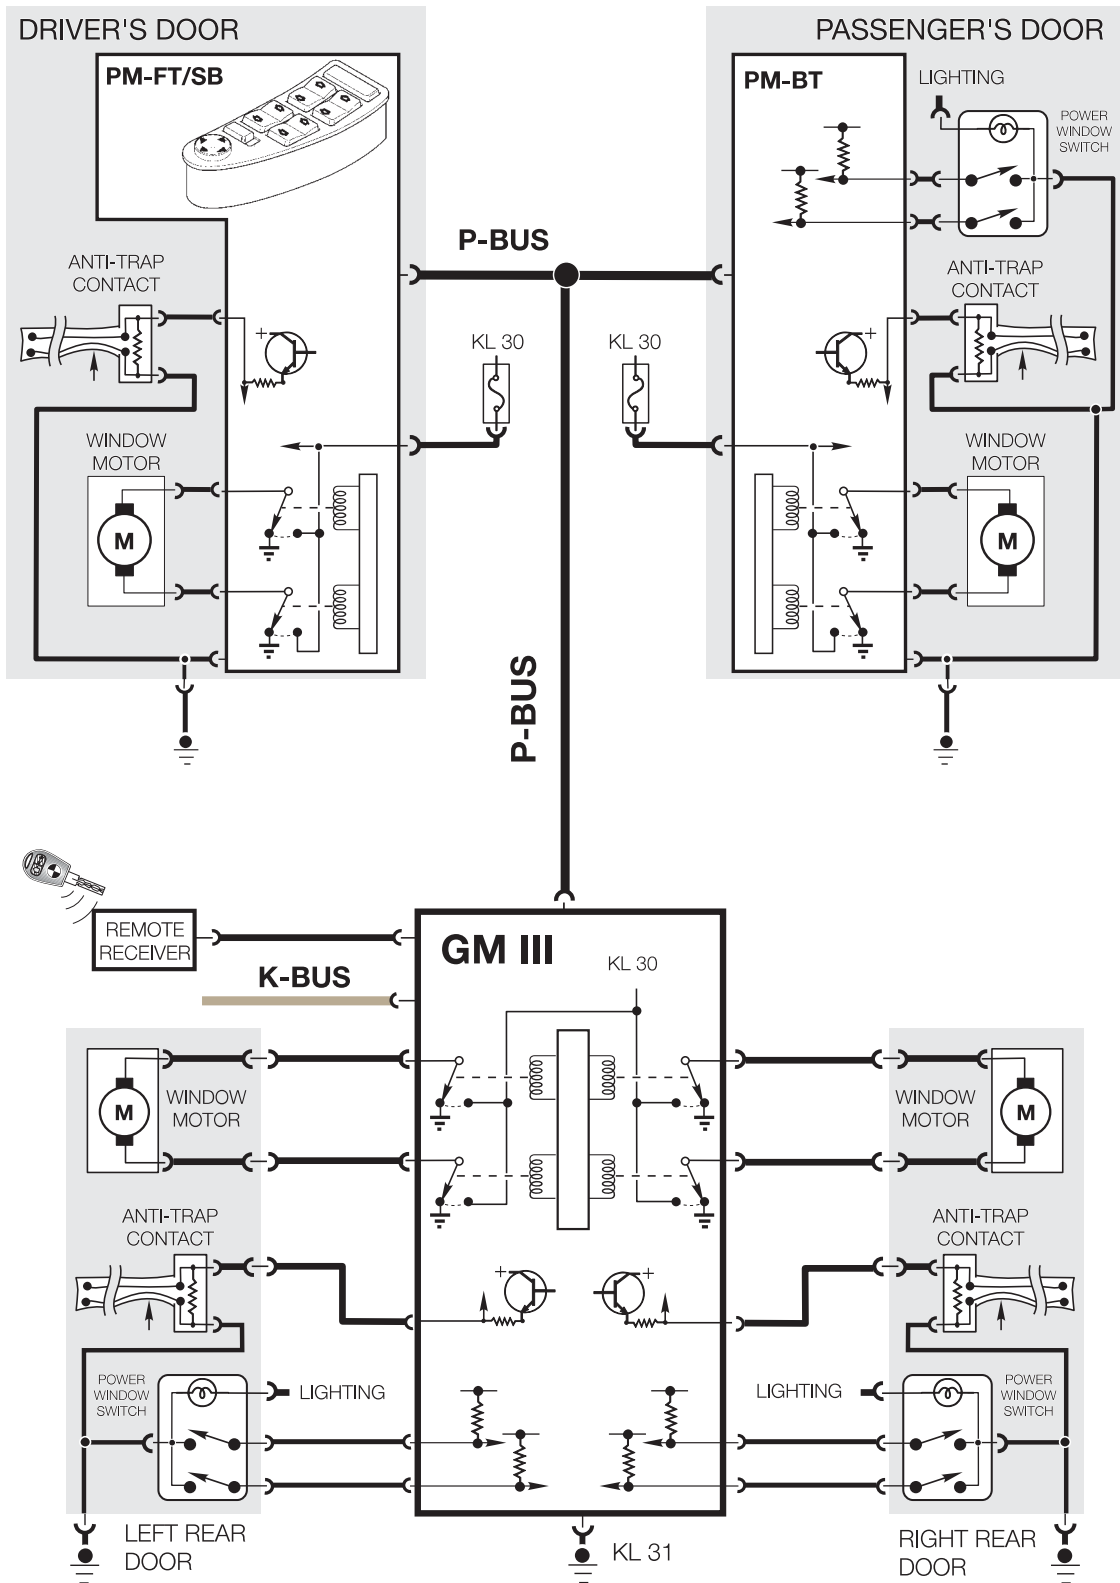 DRIVER'S DOOR
PASSENGER'S DOOR
PM-FT/SB
PM-BT
LIGHTING
POWER
WINDOW
SWITCH
P-BUS
ANTI-TRAP
CONTACT
ANTI-TRAP
CONTACT
+
KL 30
KL 30
+
WINDOW
MOTOR
WINDOW
MOTOR
M
M
P-BUS
REMOTE
RECEIVER
GM III
K-BUS
KL 30
M
WINDOW
MOTOR
WINDOW
MOTOR
M
ANTI-TRAP
CONTACT
ANTI-TRAP
CONTACT
+
+
POWER
WINDOW
SWITCH
LIGHTING
LIGHTING
POWER
WINDOW
SWITCH
LEFT REAR
DOOR
KL 31
RIGHT REAR
DOOR